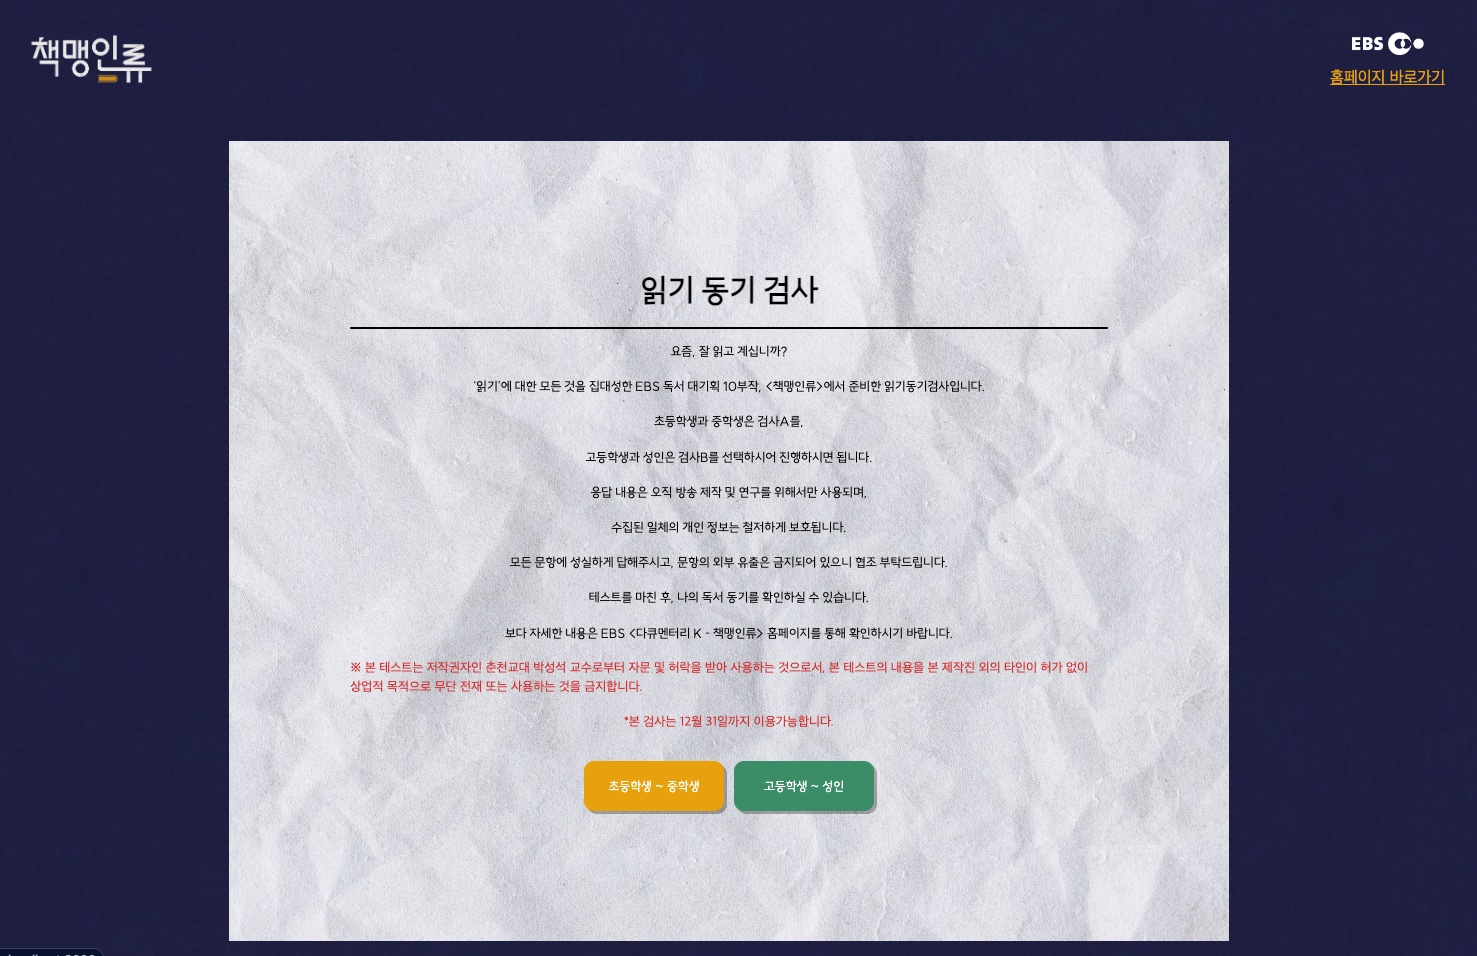 책맹인류
EBS
홈페이지 바로가기
읽기 동기 검사
요즘, 잘 읽고 계십니까?
'읽기'에 대한 모든 것을 집대성한 EBS 독서 대기획 10부작, <책맹인류>에서 준비한 읽기동기검사입니다.
초등학생과 중학생은 검사A를,
고등학생과 성인은 검사B를 선택하시어 진행하시면 됩니다.
응답 내용은 오직 방송 제작 및 연구를 위해서만 사용되며,
수집된 일체의 개인 정보는 철저하게 보호됩니다.
모든 문항에 성실하게 답해주시고, 문항의 외부 유출은 금지되어 있으니 협조 부탁드립니다.
테스트를 마친 후, 나의 독서 동기를 확인하실 수 있습니다.
보다 자세한 내용은 EBS <다큐멘터리 K - 책맹인류> 홈페이지를 통해 확인하시기 바랍니다.
※ 본 테스트는 저작권자인 춘천교대 박성석 교수로부터 자문 및 허락을 받아 사용하는 것으로서, 본 테스트의 내용을 본 제작진 외의 타인이 허가 없이
상업적 목적으로 무단 전재 또는 사용하는 것을 금지합니다.
*본 검사는 12월 31일까지 이용가능합니다.
초등학생 ~ 중학생
고등학생 ~ 성인